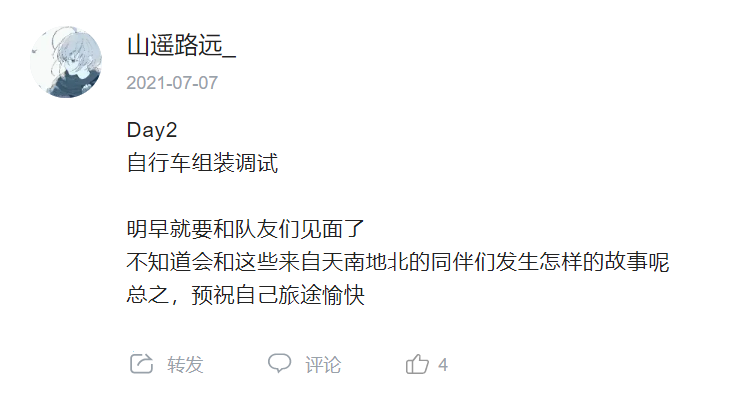 山遥路远_
2021-07-07
Day2
自行车组装调试
明早就要和队友们见面了
不知道会和这些来自天南地北的同伴们发生怎样的故事呢
总之，预祝自己旅途愉快
转发 评论 4